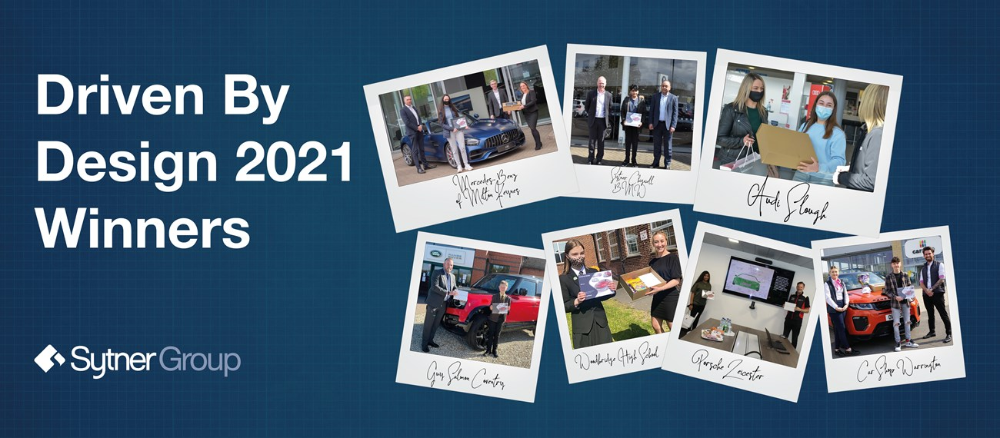 Driven By
Design 2021
Winners
Sytner Group
Mercedes-Benz
of Milton Keynes
Sytner Chigwell
BMW
Audi Slough
Guy Salmon Coventry
Woodbridge High School
Porsche Leicester
Car Shop Warrington